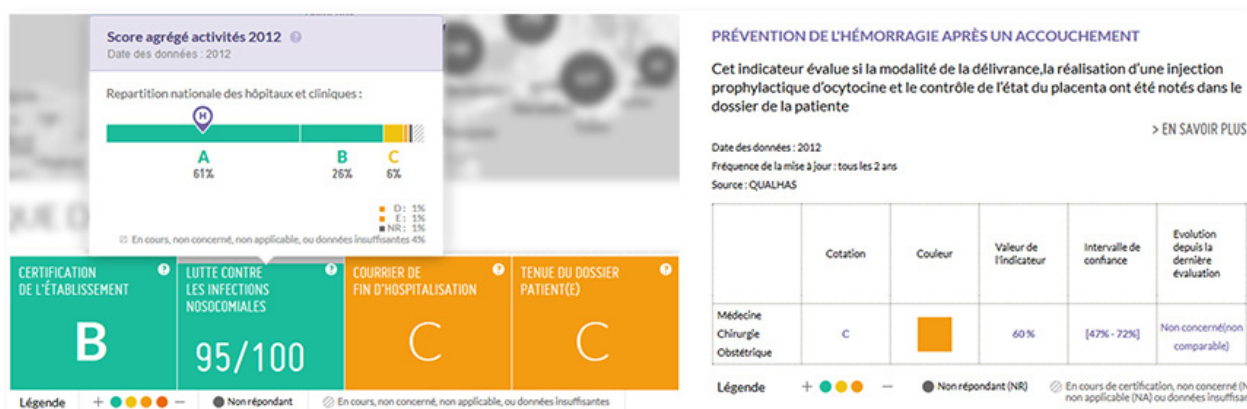 Score agrégé activités 2012 ?
Date des données : 2012
Repartition nationale des hôpitaux et cliniques :
H
A
61%
B
26%
C
6%
D: 1%
E: 1%
NR: 1%
En cours, non concerné, non applicable, ou données insuffisantes 4%
CERTIFICATION
DE L'ÉTABLISSEMENT
?
B
LUTTE CONTRE
LES INFECTIONS
NOSOCOMIALES
?
95/100
COURRIER DE
FIN D'HOSPITALISATION
?
C
TENUE DU DOSSIER
PATIENT(E)
?
C
Légende + − Non répondant En cours, non concerné, non applicable, ou données insuffisantes
PRÉVENTION DE L'HÉMORRAGIE APRÈS UN ACCOUCHEMENT
Cet indicateur évalue si la modalité de la délivrance,la réalisation d'une injection
prophylactique d'ocytocine et le contrôle de l'état du placenta ont été notés dans le
dossier de la patiente
> EN SAVOIR PLUS
Date des données : 2012
Fréquence de la mise à jour : tous les 2 ans
Source : QUALHAS
Cotation
Couleur
Valeur de
l'indicateur
Intervalle de
confiance
Evolution
depuis la
dernière
évaluation
Médecine
Chirurgie
Obstétrique
C
60 %
[47% - 72%]
Non concerné(non
comparable)
Légende + − Non répondant (NR) En cours de certification, non concerné (N
non applicable (NA) ou données insuffisa